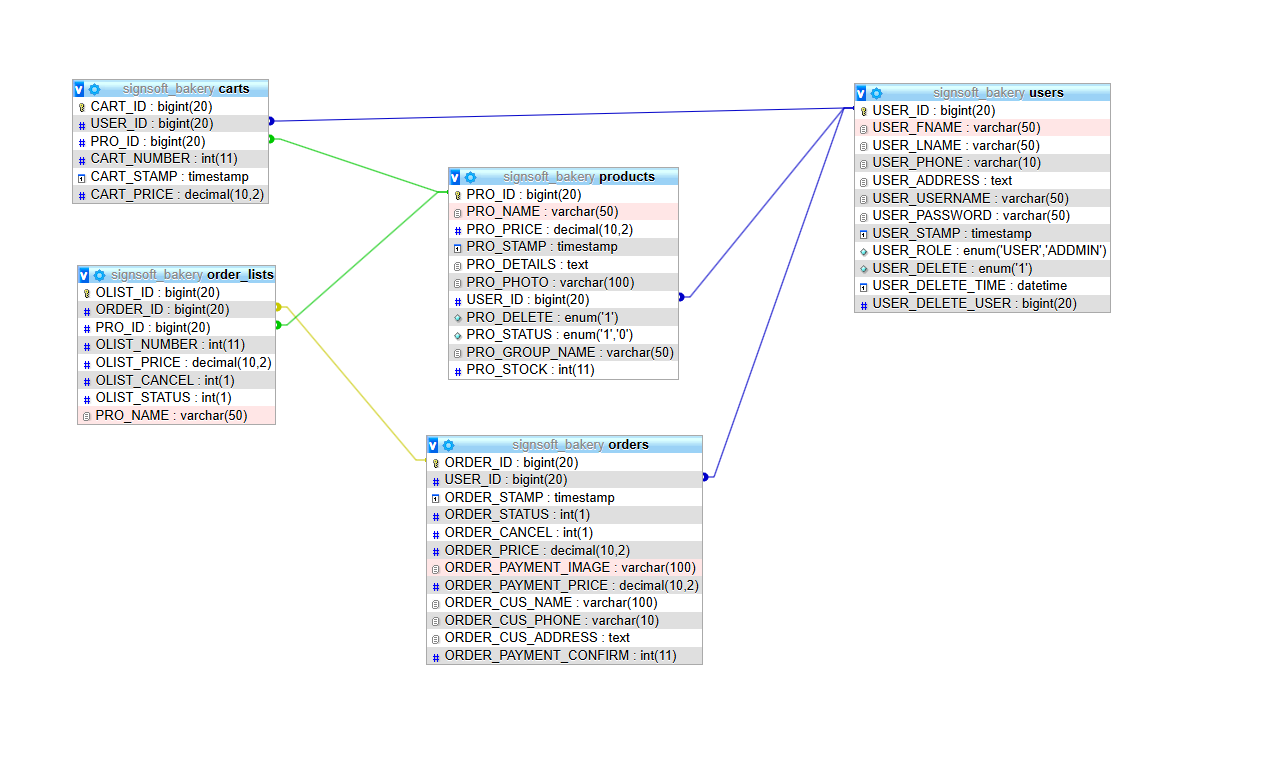 signsoft_bakery carts
CART_ID : bigint(20)
USER_ID : bigint(20)
PRO_ID : bigint(20)
CART_NUMBER : int(11)
CART_STAMP : timestamp
CART_PRICE : decimal(10,2)
signsoft_bakery order_lists
OLIST_ID : bigint(20)
ORDER_ID : bigint(20)
PRO_ID : bigint(20)
OLIST_NUMBER : int(11)
OLIST_PRICE : decimal(10,2)
OLIST_CANCEL : int(1)
OLIST_STATUS : int(1)
PRO_NAME : varchar(50)
signsoft_bakery products
PRO_ID : bigint(20)
PRO_NAME : varchar(50)
PRO_PRICE : decimal(10,2)
PRO_STAMP : timestamp
PRO_DETAILS : text
PRO_PHOTO : varchar(100)
USER_ID : bigint(20)
PRO_DELETE : enum('1')
PRO_STATUS : enum('1','0')
PRO_GROUP_NAME : varchar(50)
PRO_STOCK : int(11)
signsoft_bakery orders
ORDER_ID : bigint(20)
USER_ID : bigint(20)
ORDER_STAMP : timestamp
ORDER_STATUS : int(1)
ORDER_CANCEL : int(1)
ORDER_PRICE : decimal(10,2)
ORDER_PAYMENT_IMAGE : varchar(100)
ORDER_PAYMENT_PRICE : decimal(10,2)
ORDER_CUS_NAME : varchar(100)
ORDER_CUS_PHONE : varchar(10)
ORDER_CUS_ADDRESS : text
ORDER_PAYMENT_CONFIRM : int(11)
signsoft_bakery users
USER_ID : bigint(20)
USER_FNAME : varchar(50)
USER_LNAME : varchar(50)
USER_PHONE : varchar(10)
USER_ADDRESS : text
USER_USERNAME : varchar(50)
USER_PASSWORD : varchar(50)
USER_STAMP : timestamp
USER_ROLE : enum('USER','ADDMIN')
USER_DELETE : enum('1')
USER_DELETE_TIME : datetime
USER_DELETE_USER : bigint(20)